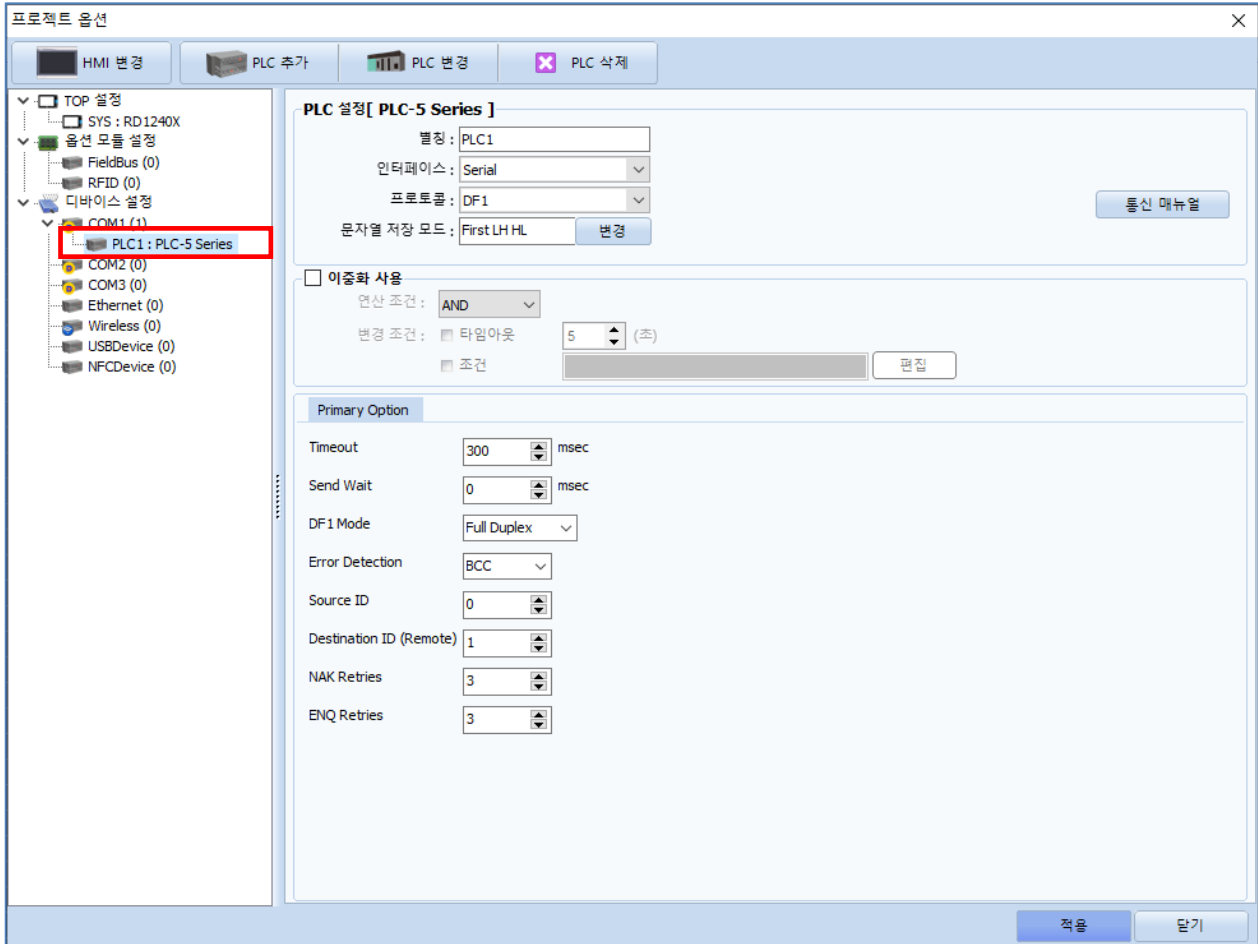 프로젝트 옵션
HMI 변경 PLC 추가 PLC 변경 PLC 삭제
TOP 설정
SYS : RD1240X
옵션 모듈 설정
FieldBus (0)
RFID (0)
디바이스 설정
COM1 (1)
PLC1 : PLC-5 Series
COM2 (0)
COM3 (0)
Ethernet (0)
Wireless (0)
USBDevice (0)
NFCDevice (0)
PLC 설정[ PLC-5 Series ]
별칭 : PLC1
인터페이스 : Serial
프로토콜 : DF1
통신 매뉴얼
문자열 저장 모드 : First LH HL 변경
이중화 사용
연산 조건 : AND
변경 조건 : 타임아웃 5 (초)
조건 편집
Primary Option
Timeout 300 msec
Send Wait 0 msec
DF1 Mode Full Duplex
Error Detection BCC
Source ID 0
Destination ID (Remote) 1
NAK Retries 3
ENQ Retries 3
적용 닫기